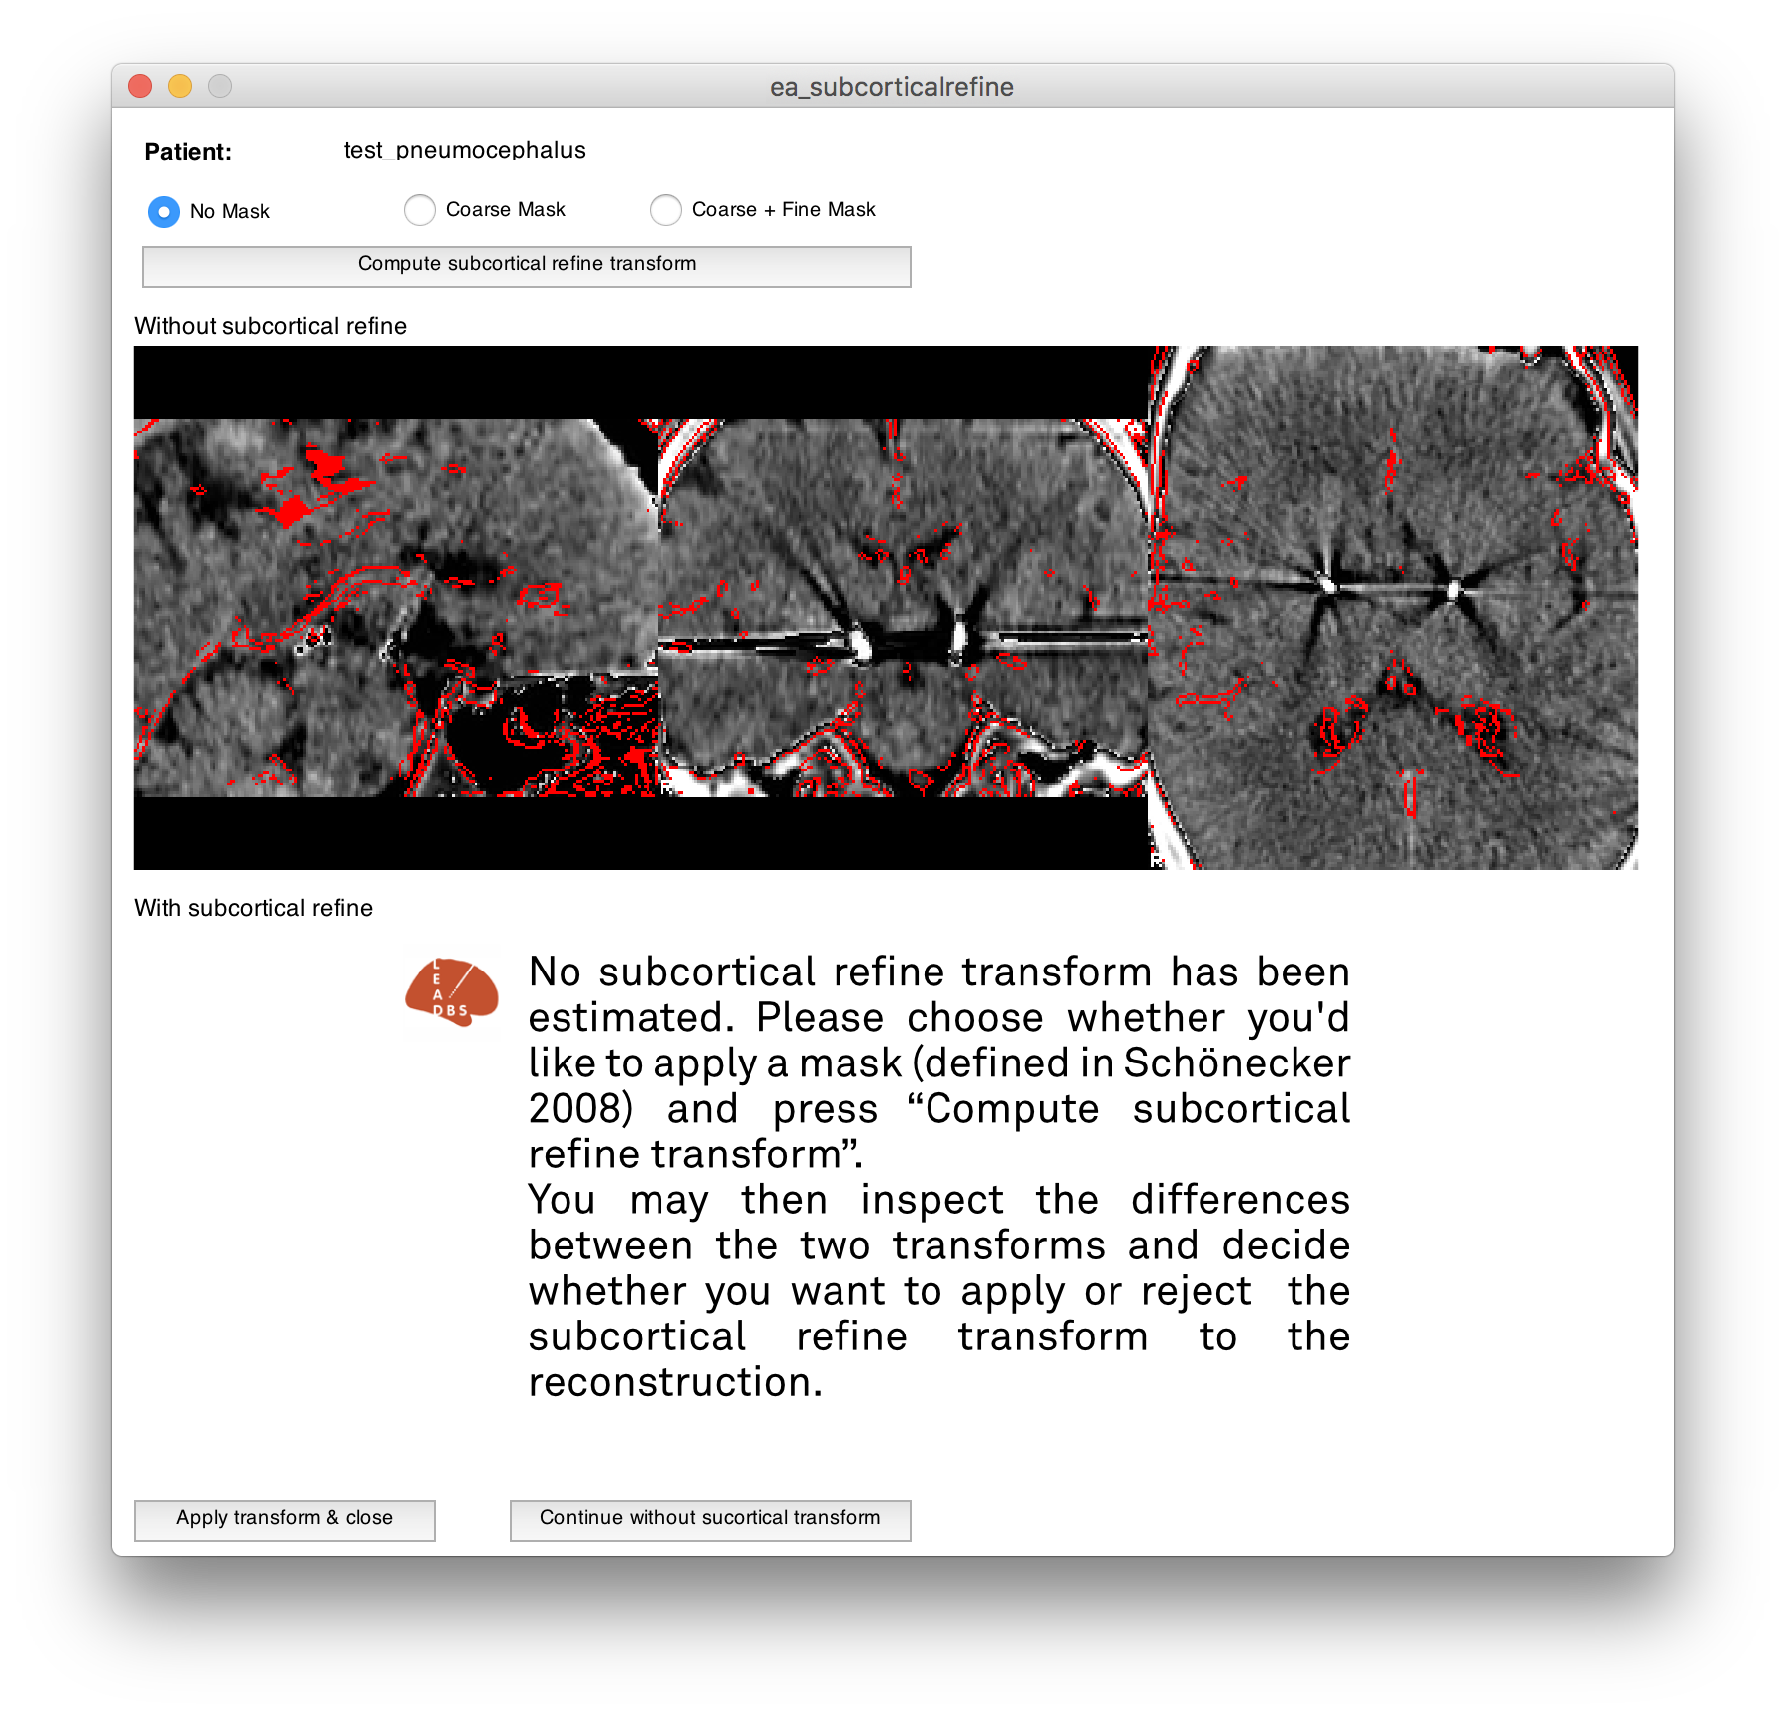 ea_subcorticalrefine
Patient:
test_pneumocephalus
No Mask
Coarse Mask
Coarse + Fine Mask
Compute subcortical refine transform
Without subcortical refine
With subcortical refine
LEAD DBS
No subcortical refine transform has been
estimated. Please choose whether you'd
like to apply a mask (defined in Schönecker
2008) and press “Compute subcortical
refine transform”.
You may then inspect the differences
between the two transforms and decide
whether you want to apply or reject the
subcortical refine transform to the
reconstruction.
Apply transform & close
Continue without sucortical transform